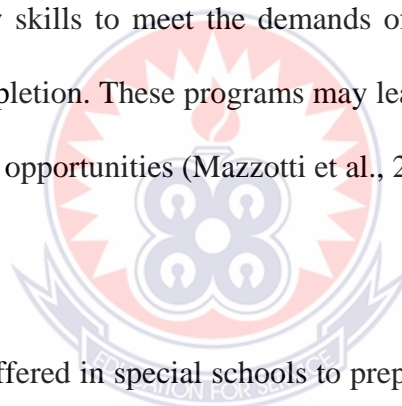 skills to meet the demands of
pletion. These programs may lea
opportunities (Mazzotti et al., 2
ffered in special schools to prep
EDUCATION FOR SERVICE